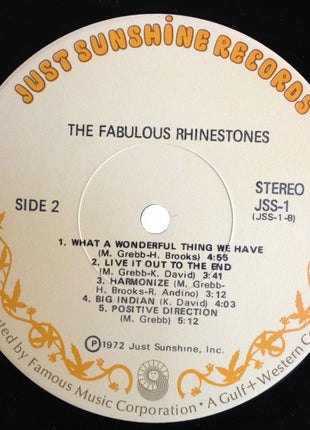 JUST SUNSHINE RECORDS
THE FABULOUS RHINESTONES
SIDE 2
STEREO
JSS-1
(JSS-1-B)
1. WHAT A WONDERFUL THING WE HAVE
(M. Grebb-H. Brooks) 4:55
2. LIVE IT OUT TO THE END
(M. Grebb-K. David) 3:41
3. HARMONIZE (M. Grebb-
H. Brooks-R. Andino) 3:12
4. BIG INDIAN (K. David) 4:03
5. POSITIVE DIRECTION
(M. Grebb) 5:12
Ⓟ1972 Just Sunshine, Inc.
by Famous Music Corporation • A Gulf + Western